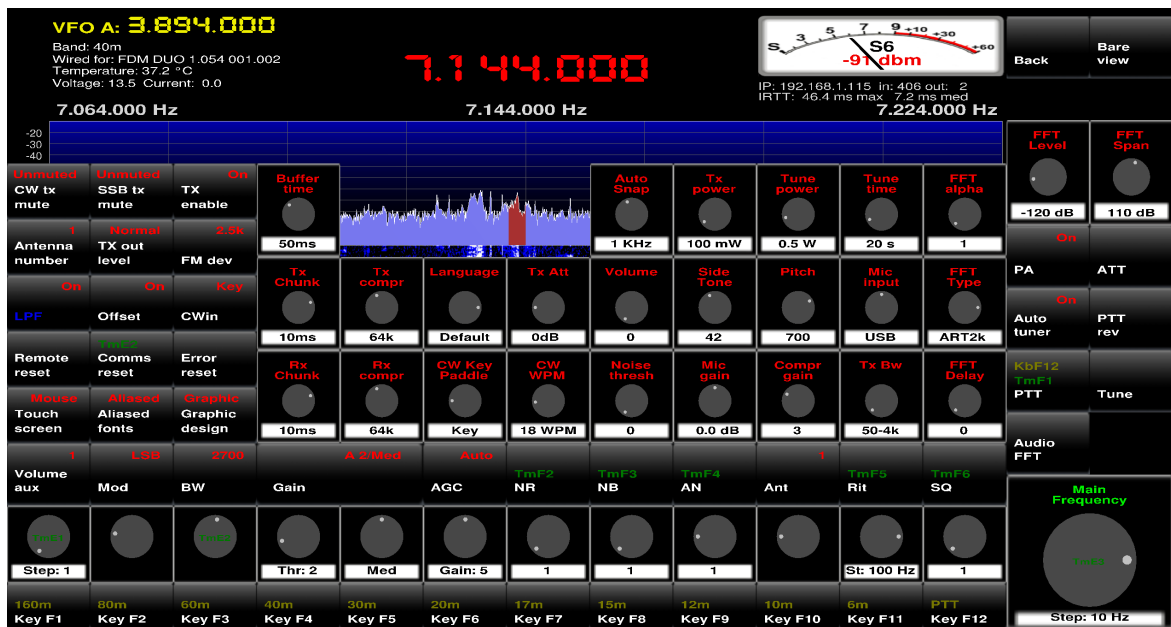 VFO A: 3.894.000
Band: 40m
Wired for: FDM DUO 1.054 001.002
Temperature: 37.2 °C
Voltage: 13.5 Current: 0.0
7.144.000
S 3 5 7 9 +10 +30 +60
S6
-91 dbm
IP: 192.168.1.115 in: 406 out: 2
IRTT: 46.4 ms max 7.2 ms med
Back
Bare
view
7.064.000 Hz 7.144.000 Hz 7.224.000 Hz
-20
-30
-40
FFT
Level
-120 dB
FFT
Span
110 dB
Unmuted
CW tx
mute
Unmuted
SSB tx
mute
On
TX
enable
Buffer
time
50ms
Auto
Snap
1 KHz
Tx
power
100 mW
Tune
power
0.5 W
Tune
time
20 s
FFT
alpha
1
1
Antenna
number
Normal
TX out
level
2.5k
FM dev
On
PA
ATT
On
LPF
On
Offset
Key
CWin
Tx
Chunk
10ms
Tx
compr
64k
Language
Default
Tx Att
0dB
Volume
0
Side
Tone
42
Pitch
700
Mic
input
USB
FFT
Type
ART2k
On
Auto
tuner
PTT
rev
Remote
reset
TmE2
Comms
reset
Error
reset
Rx
Chunk
10ms
Rx
compr
64k
CW Key
Paddle
Key
CW
WPM
18 WPM
Noise
thresh
0
Mic
gain
0.0 dB
Compr
gain
3
Tx Bw
50-4k
FFT
Delay
0
KbF12
TmF1
PTT
Tune
Mouse
Touch
screen
Aliased
Aliased
fonts
Graphic
Graphic
design
Audio
FFT
I
Volume
aux
LSB
Mod
2700
BW
A 2/Med
Gain
Auto
AGC
TmF2
NR
TmF3
NB
TmF4
AN
I
Ant
TmF5
Rit
TmF6
SQ
Main
Frequency
Step: 1
Thr: 2
Med
Gain: 5
1
1
1
St: 100 Hz
1
Step: 10 Hz
160m
Key F1
80m
Key F2
60m
Key F3
40m
Key F4
30m
Key F5
20m
Key F6
17m
Key F7
15m
Key F8
12m
Key F9
10m
Key F10
6m
Key F11
PTT
Key F12